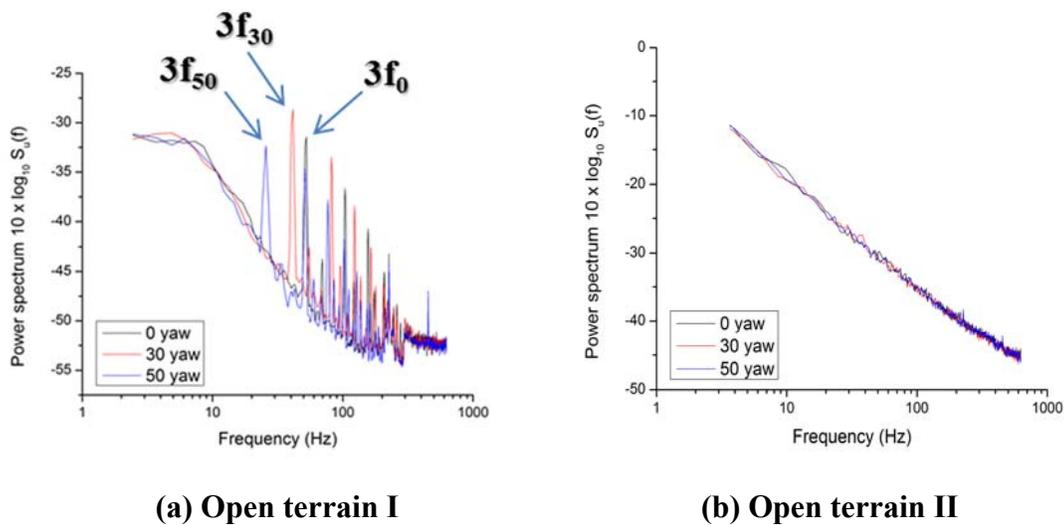 3f30
3f50
3f0
-25
-30
-35
-40
-45
-50
-55
Power spectrum 10 x log10 Su(f)
0 yaw
30 yaw
50 yaw
1
10
100
1000
Frequency (Hz)
(a) Open terrain I
0
-10
-20
-30
-40
-50
Power spectrum 10 x log10 Su(f)
0 yaw
30 yaw
50 yaw
1
10
100
1000
Frequency (Hz)
(b) Open terrain II